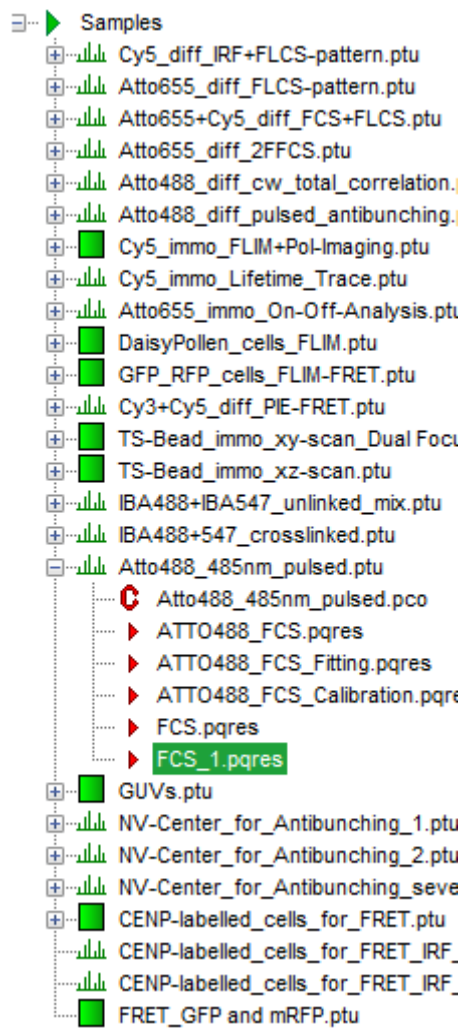 Samples
Cy5_diff_IRF+FLCS-pattern.ptu
Atto655_diff_FLCS-pattern.ptu
Atto655+Cy5_diff_FCS+FLCS.ptu
Atto655_diff_2FFCS.ptu
Atto488_diff_cw_total_correlation.
Atto488_diff_pulsed_antibunching.
Cy5_immo_FLIM+Pol-Imaging.ptu
Cy5_immo_Lifetime_Trace.ptu
Atto655_immo_On-Off-Analysis.ptu
DaisyPollen_cells_FLIM.ptu
GFP_RFP_cells_FLIM-FRET.ptu
Cy3+Cy5_diff_PIE-FRET.ptu
TS-Bead_immo_xy-scan_Dual Focu
TS-Bead_immo_xz-scan.ptu
IBA488+IBA547_unlinked_mix.ptu
IBA488+547_crosslinked.ptu
Atto488_485nm_pulsed.ptu
Atto488_485nm_pulsed.pco
ATTO488_FCS.pqres
ATTO488_FCS_Fitting.pqres
ATTO488_FCS_Calibration.pqre
FCS.pqres
FCS_1.pqres
GUVs.ptu
NV-Center_for_Antibunching_1.ptu
NV-Center_for_Antibunching_2.ptu
NV-Center_for_Antibunching_seve
CENP-labelled_cells_for_FRET.ptu
CENP-labelled_cells_for_FRET_IRF_
CENP-labelled_cells_for_FRET_IRF_
FRET_GFP and mRFP.ptu